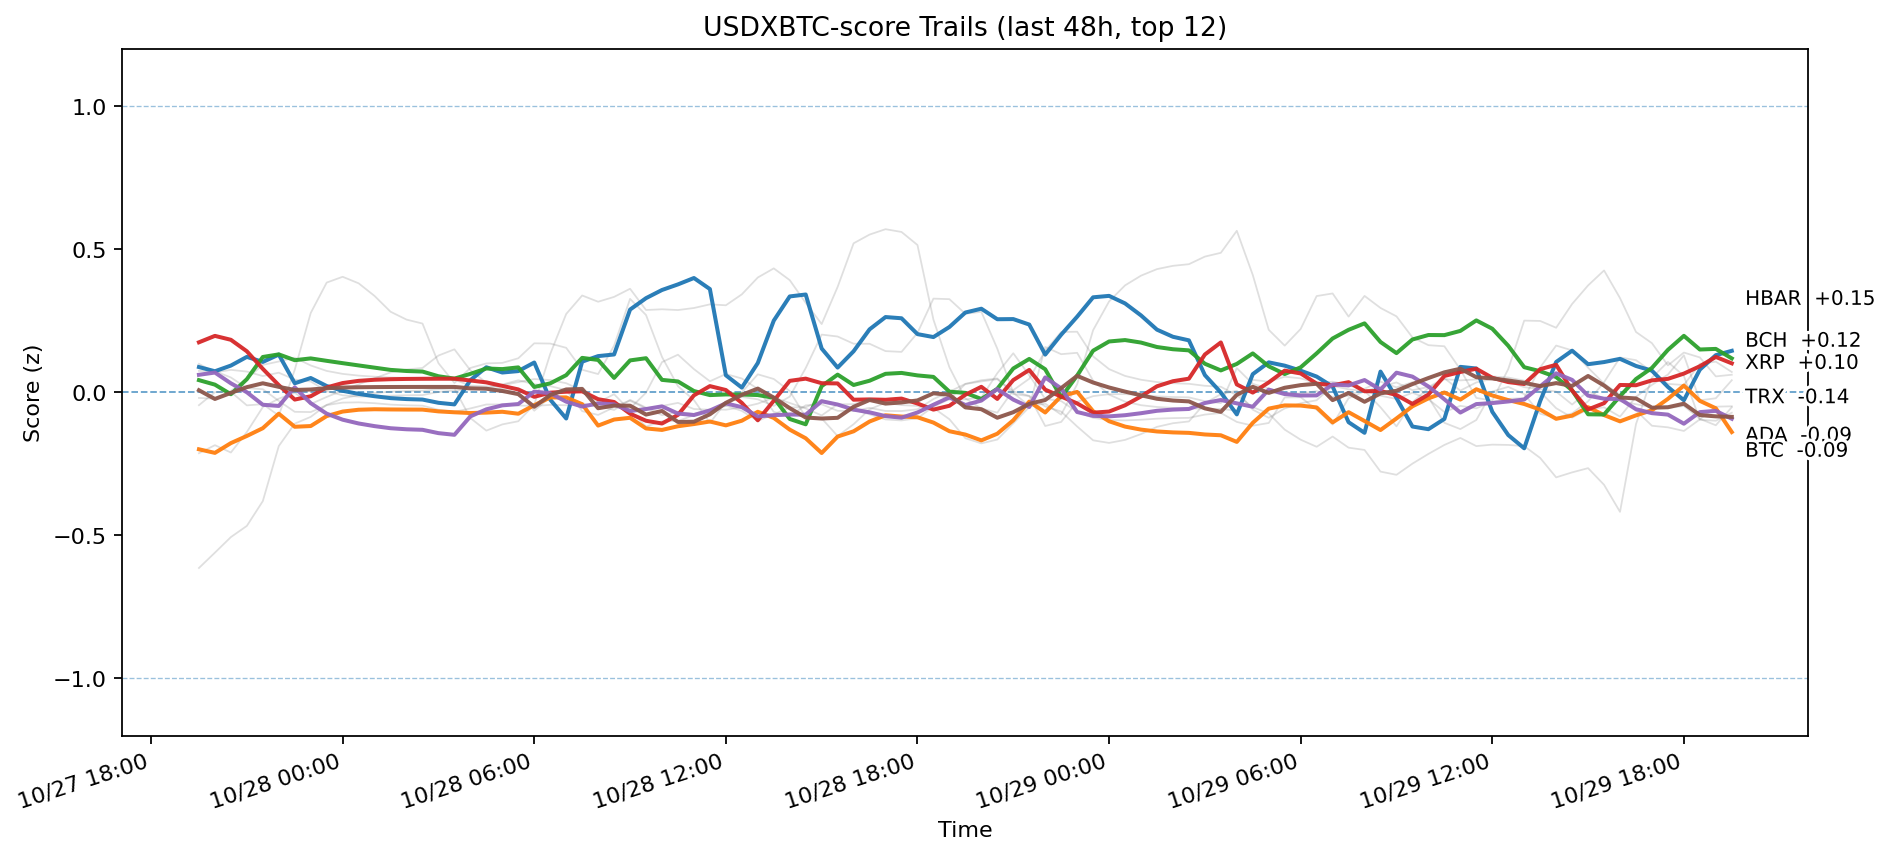 USDXBTC-score Trails (last 48h, top 12)
Score (z)
1.0
0.5
0.0
−0.5
−1.0
HBAR +0.15
BCH +0.12
XRP +0.10
TRX -0.14
ADA -0.09
BTC -0.09
10/27 18:00
10/28 00:00
10/28 06:00
10/28 12:00
10/28 18:00
10/29 00:00
10/29 06:00
10/29 12:00
10/29 18:00
Time